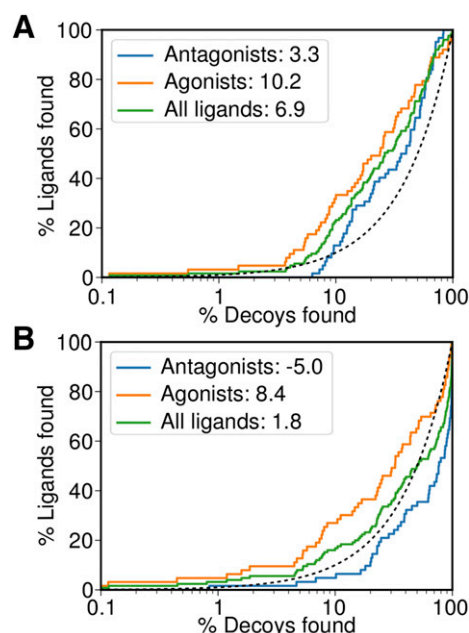 A
100
80
60
40
20
0
% Ligands found
Antagonists: 3.3
Agonists: 10.2
All ligands: 6.9
0.1
1
10
100
% Decoys found
B
100
80
60
40
20
0
% Ligands found
Antagonists: -5.0
Agonists: 8.4
All ligands: 1.8
0.1
1
10
100
% Decoys found